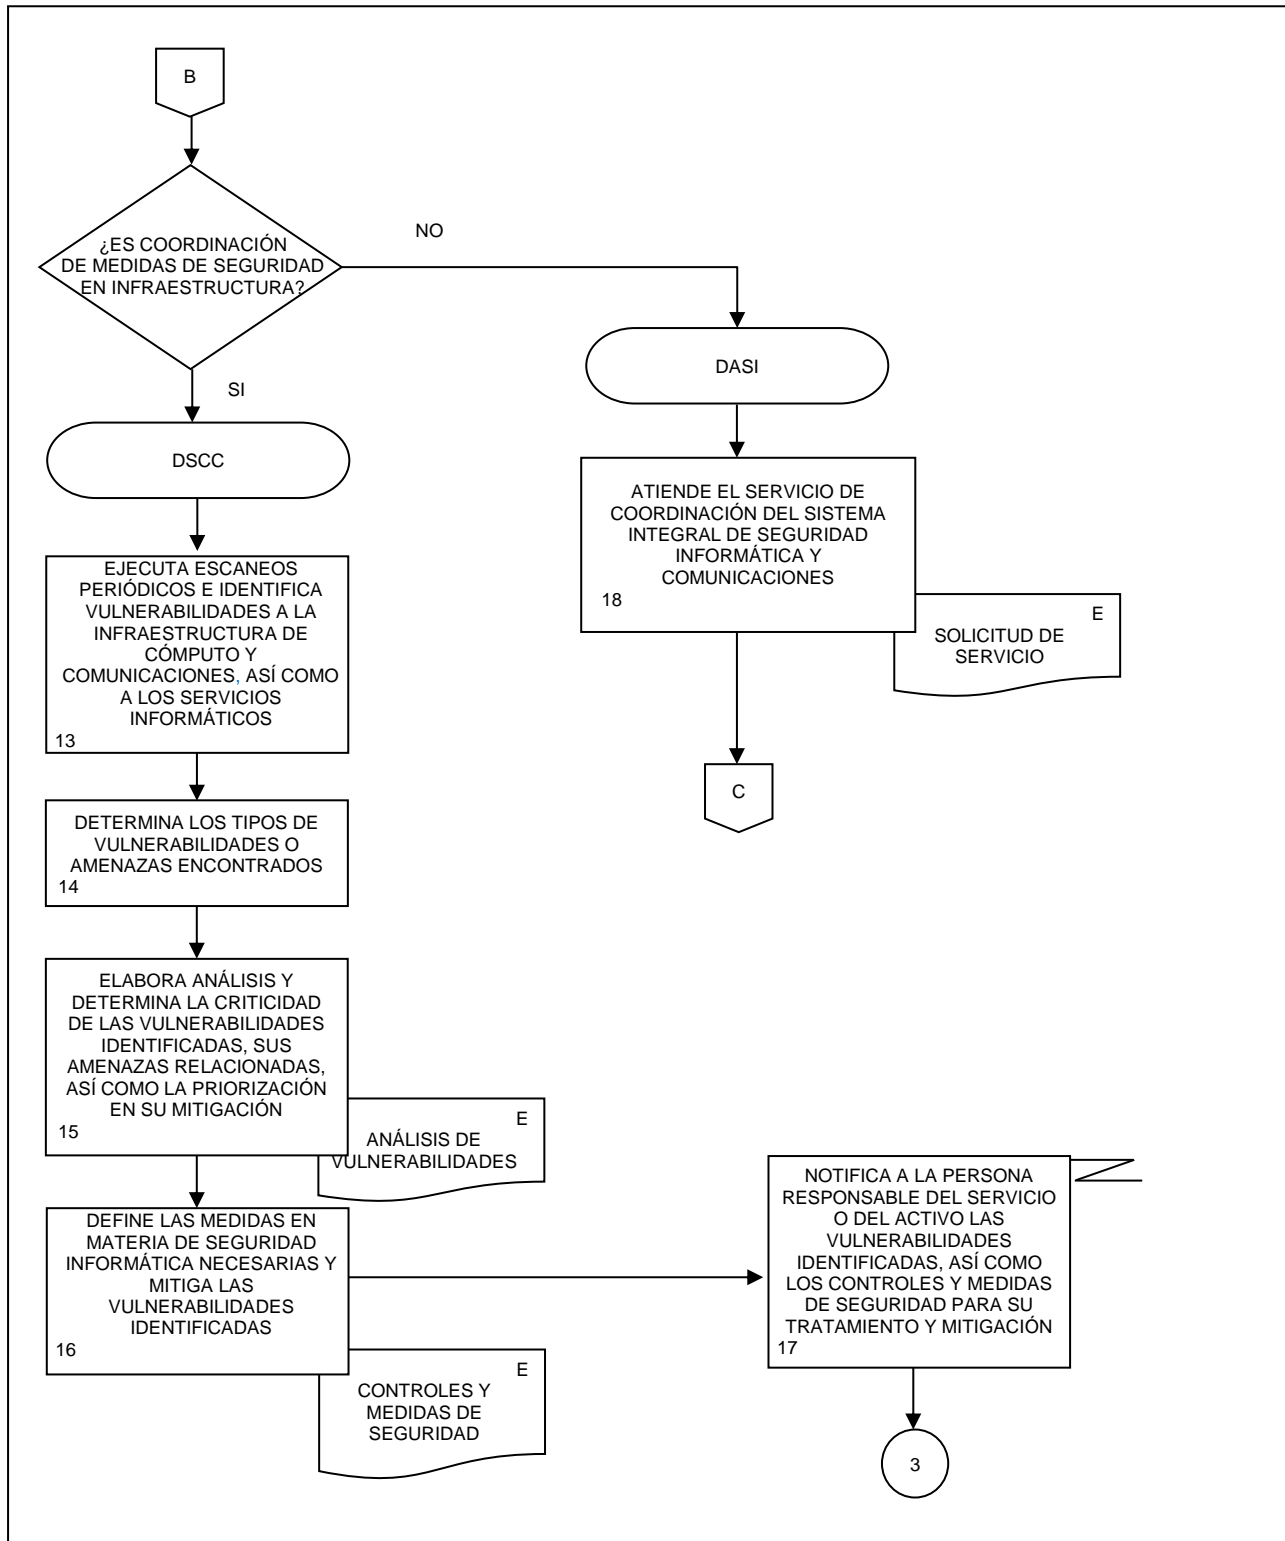 B
¿ES COORDINACIÓN
DE MEDIDAS DE SEGURIDAD
EN INFRAESTRUCTURA?
NO
SI
DASI
DSCC
ATIENDE EL SERVICIO DE
COORDINACIÓN DEL SISTEMA
INTEGRAL DE SEGURIDAD
INFORMÁTICA Y
COMUNICACIONES
18
E
SOLICITUD DE
SERVICIO
C
EJECUTA ESCANEOS
PERIÓDICOS E IDENTIFICA
VULNERABILIDADES A LA
INFRAESTRUCTURA DE
CÓMPUTO Y
COMUNICACIONES, ASÍ COMO
A LOS SERVICIOS
INFORMÁTICOS
13
DETERMINA LOS TIPOS DE
VULNERABILIDADES O
AMENAZAS ENCONTRADOS
14
ELABORA ANÁLISIS Y
DETERMINA LA CRITICIDAD
DE LAS VULNERABILIDADES
IDENTIFICADAS, SUS
AMENAZAS RELACIONADAS,
ASÍ COMO LA PRIORIZACIÓN
EN SU MITIGACIÓN
15
E
ANÁLISIS DE
VULNERABILIDADES
DEFINE LAS MEDIDAS EN
MATERIA DE SEGURIDAD
INFORMÁTICA NECESARIAS Y
MITIGA LAS
VULNERABILIDADES
IDENTIFICADAS
16
E
CONTROLES Y
MEDIDAS DE
SEGURIDAD
NOTIFICA A LA PERSONA
RESPONSABLE DEL SERVICIO
O DEL ACTIVO LAS
VULNERABILIDADES
IDENTIFICADAS, ASÍ COMO
LOS CONTROLES Y MEDIDAS
DE SEGURIDAD PARA SU
TRATAMIENTO Y MITIGACIÓN
17
3